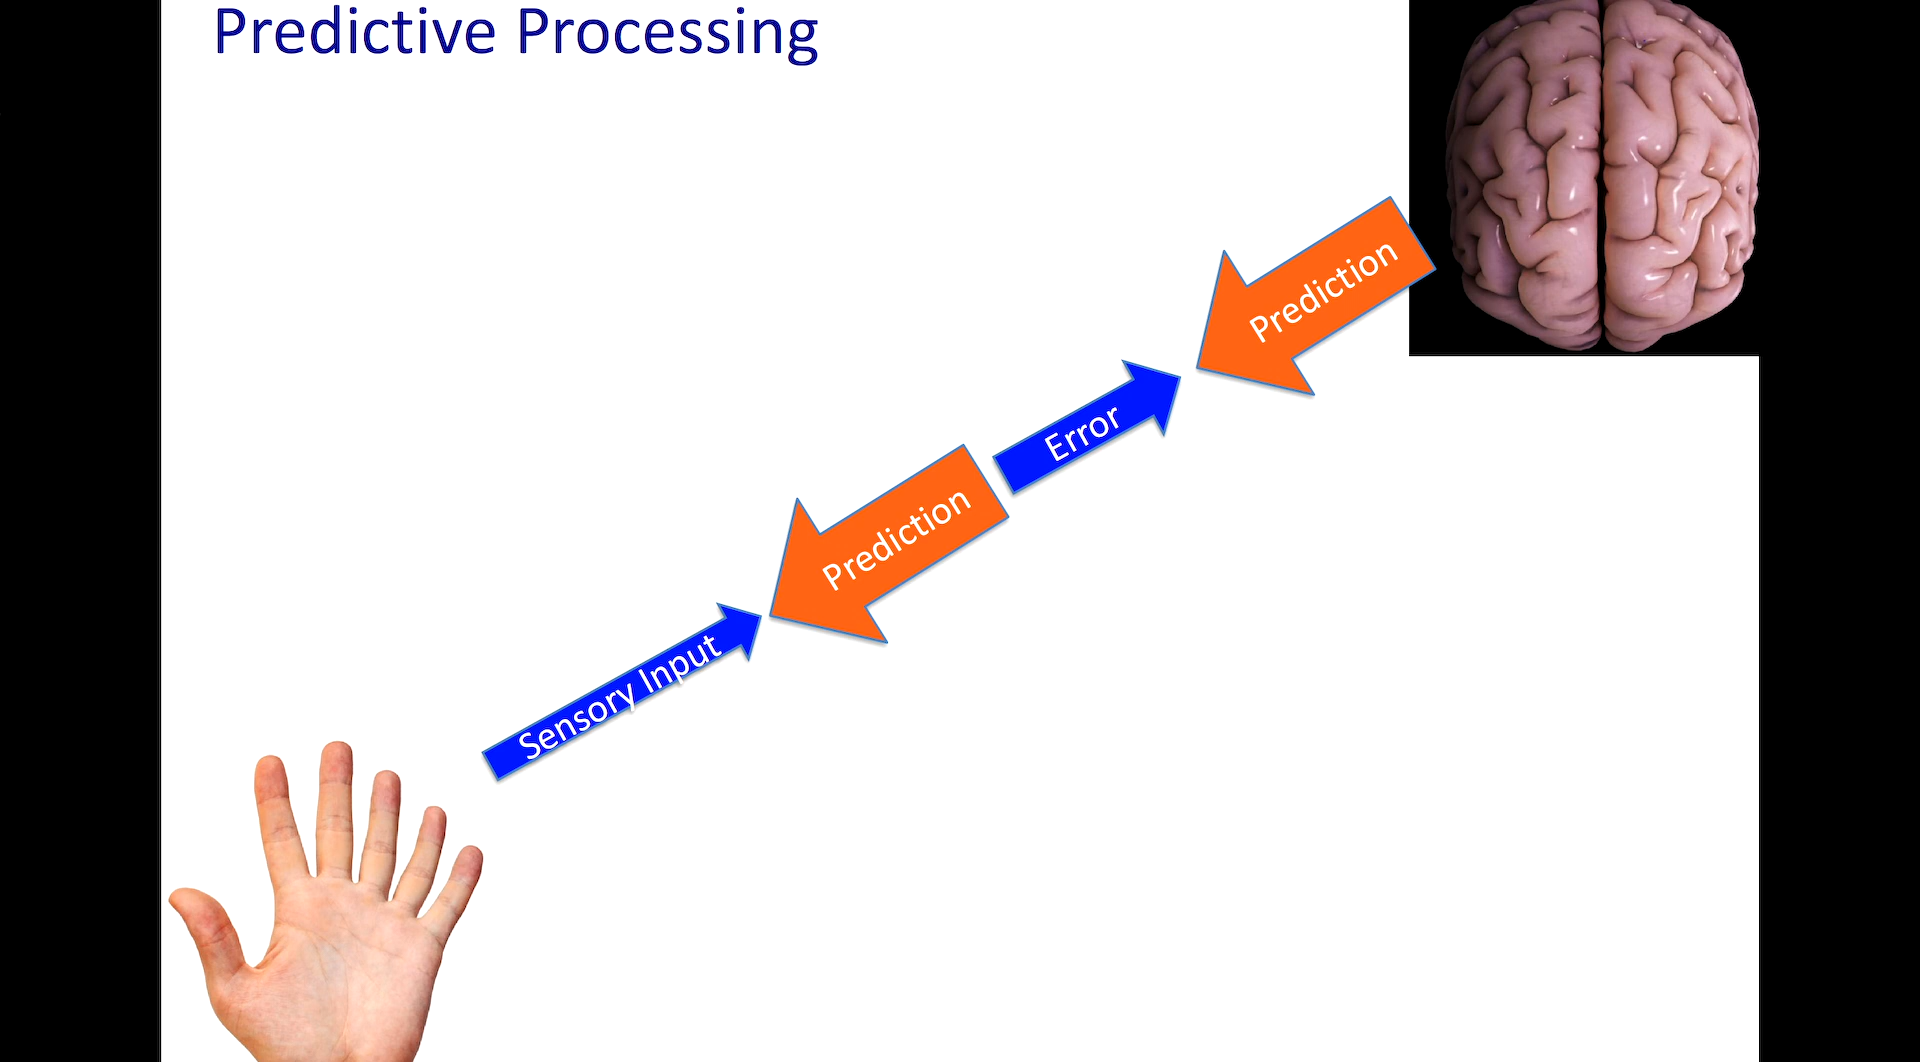 Predictive Processing
Prediction
Error
Prediction
Sensory Input